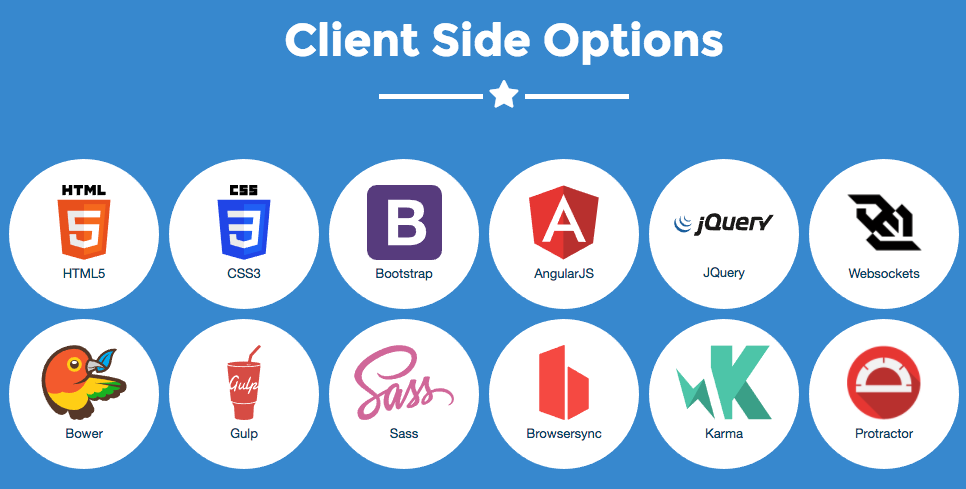 Client Side Options
HTML
5
HTML5
CSS
3
CSS3
B
Bootstrap
A
AngularJS
jQuery
JQuery
Websockets
Bower
Gulp
Gulp
Sass
Sass
Browsersync
K
Karma
Protractor